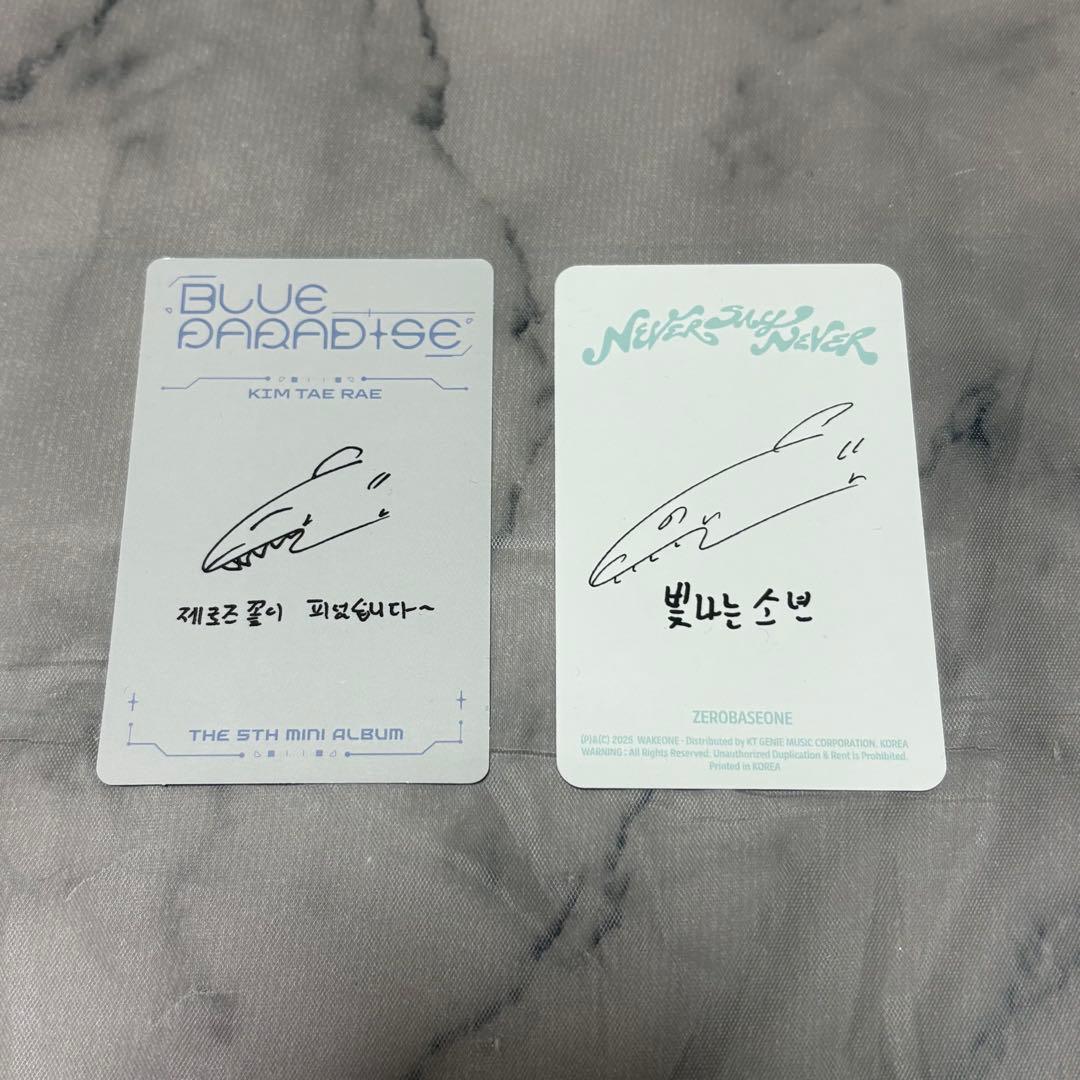 BLUE
PARADISE
KIM TAE RAE
제로즈 꽃이 피었습니다~
THE 5TH MINI ALBUM
NEVER SAY NEVER
빛나는 소년
ZEROBASEONE
(P)&(C) 2025 WAKEONE · Distributed by KT GENIE MUSIC CORPORATION. KOREA
WARNING : All Rights Reserved. Unauthorized Duplication & Rent is Prohibited.
Printed in KOREA